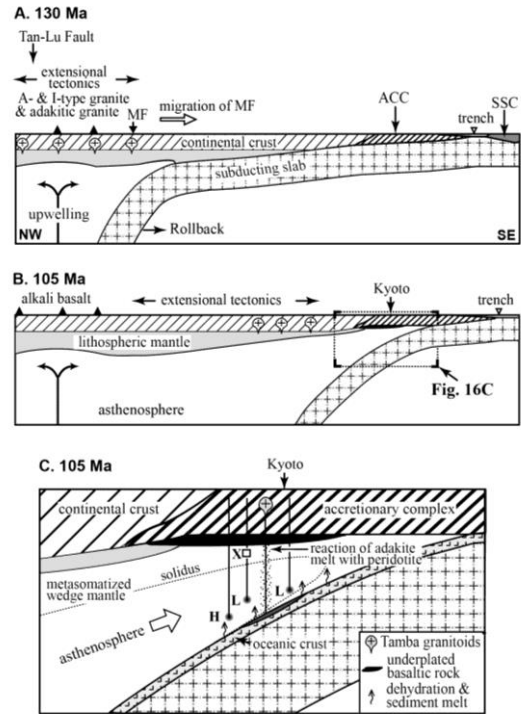 A. 130 Ma
Tan-Lu Fault
extensional
tectonics
A- & I-type granite
& adakitic granite
MF
migration of MF
ACC
trench
SSC
continental crust
subducting slab
upwelling
Rollback
NW
SE
B. 105 Ma
alkali basalt
extensional tectonics
Kyoto
trench
lithospheric mantle
Fig. 16C
asthenosphere
C. 105 Ma
Kyoto
continental crust
accretionary complex
reaction of adakite
melt with peridotite
X
solidus
metasomatized
wedge mantle
L
L
H
asthenosphere
oceanic crust
Tamba granitoids
underplated
basaltic rock
dehydration &
sediment melt